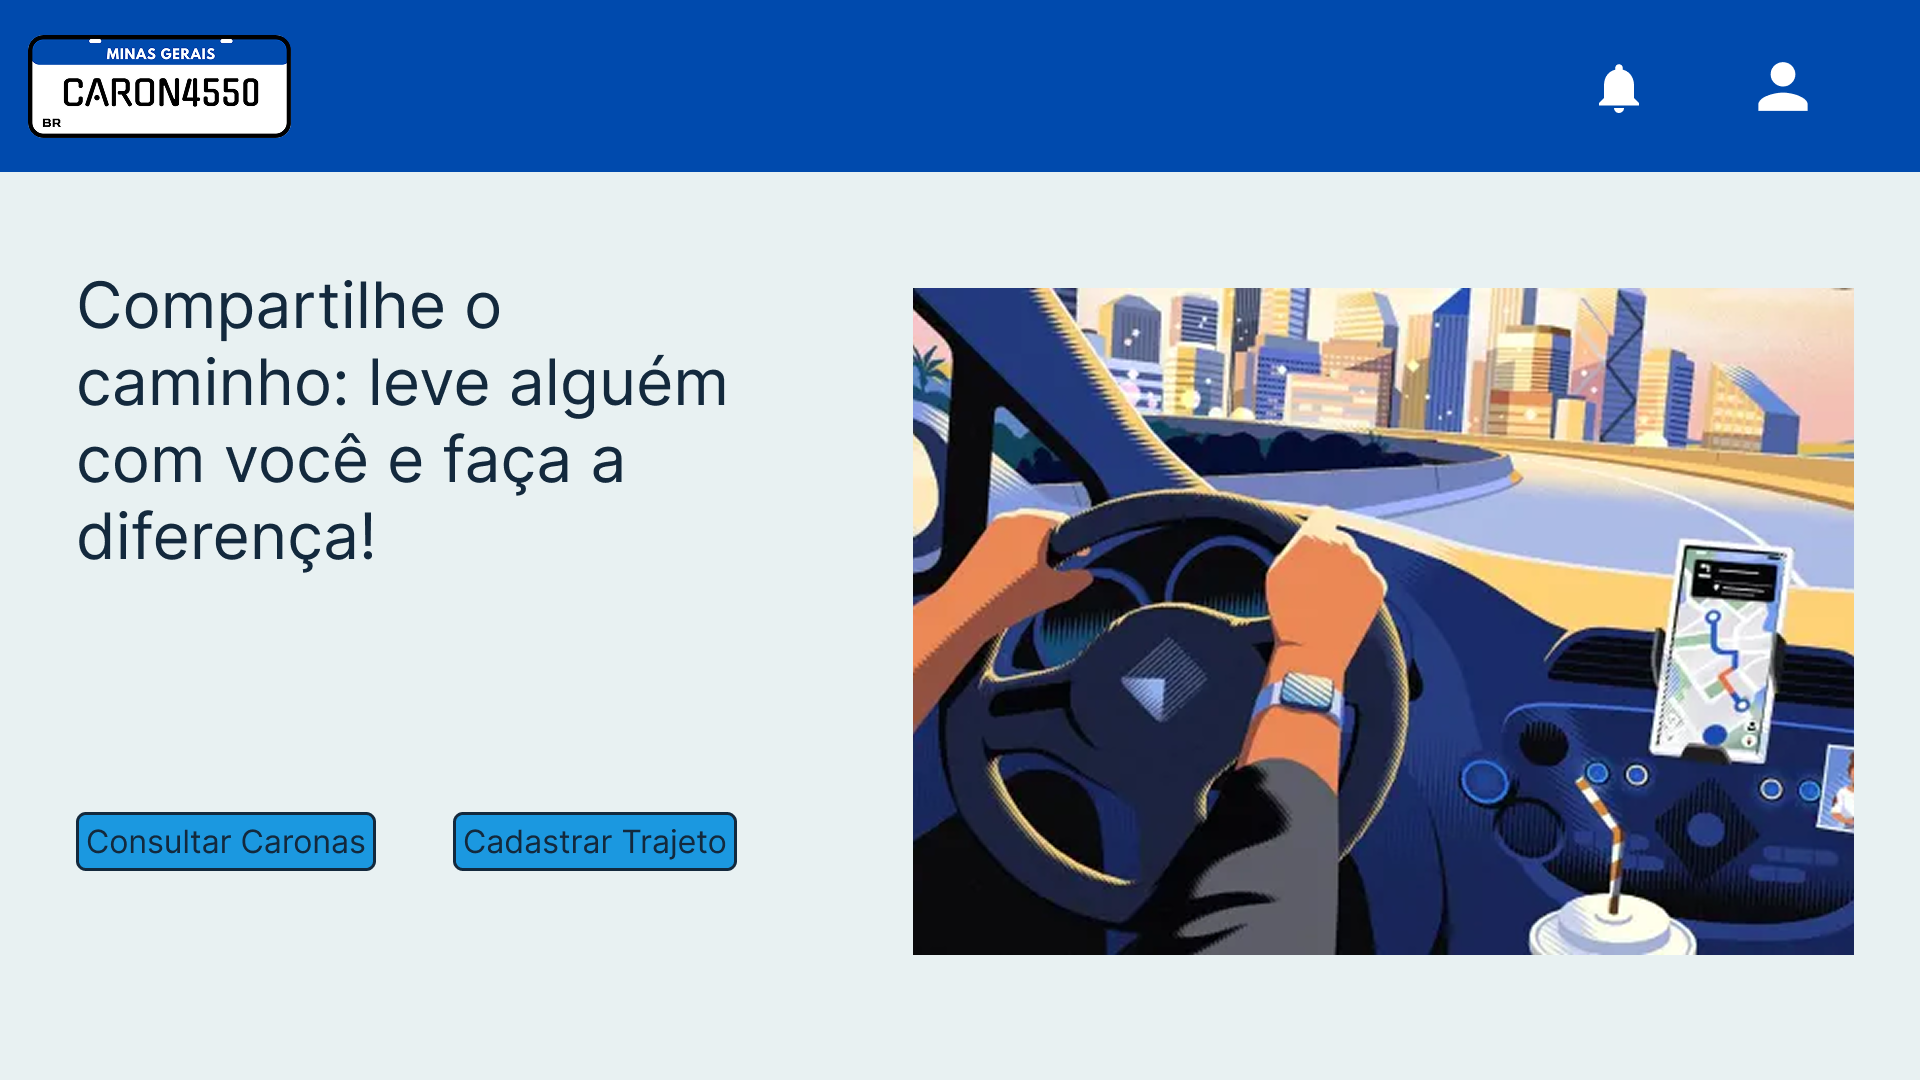 MINAS GERAIS
CARON4550
BR
Compartilhe o
caminho: leve alguém
com você e faça a
diferença!
Consultar Caronas
Cadastrar Trajeto